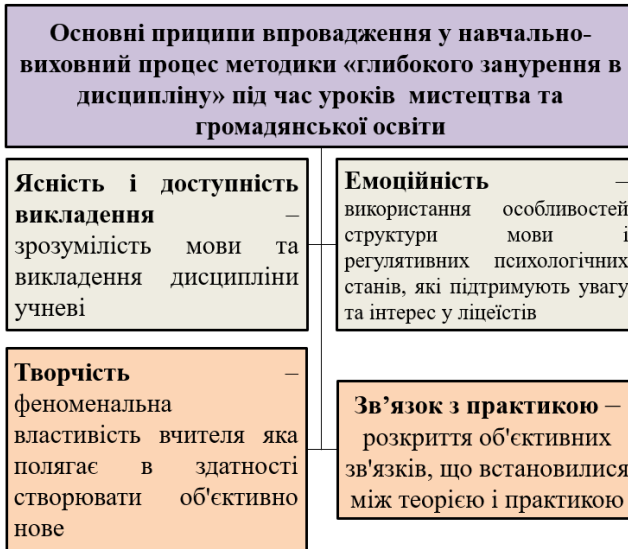 Основні приципи впровадження у навчально-
виховний процес методики «глибокого занурення в
дисципліну» під час уроків мистецтва та
громадянської освіти
Ясність і доступність
викладення –
зрозумілість мови та
викладення дисципліни
учневі
Емоційність –
використання особливостей
структури мови і
регулятивних психологічних
станів, які підтримують увагу
та інтерес у ліцеїстів
Творчість –
феноменальна
властивість вчителя яка
полягає в здатності
створювати об'єктивно
нове
Зв’язок з практикою –
розкриття об'єктивних
зв'язків, що встановилися
між теорією і практикою